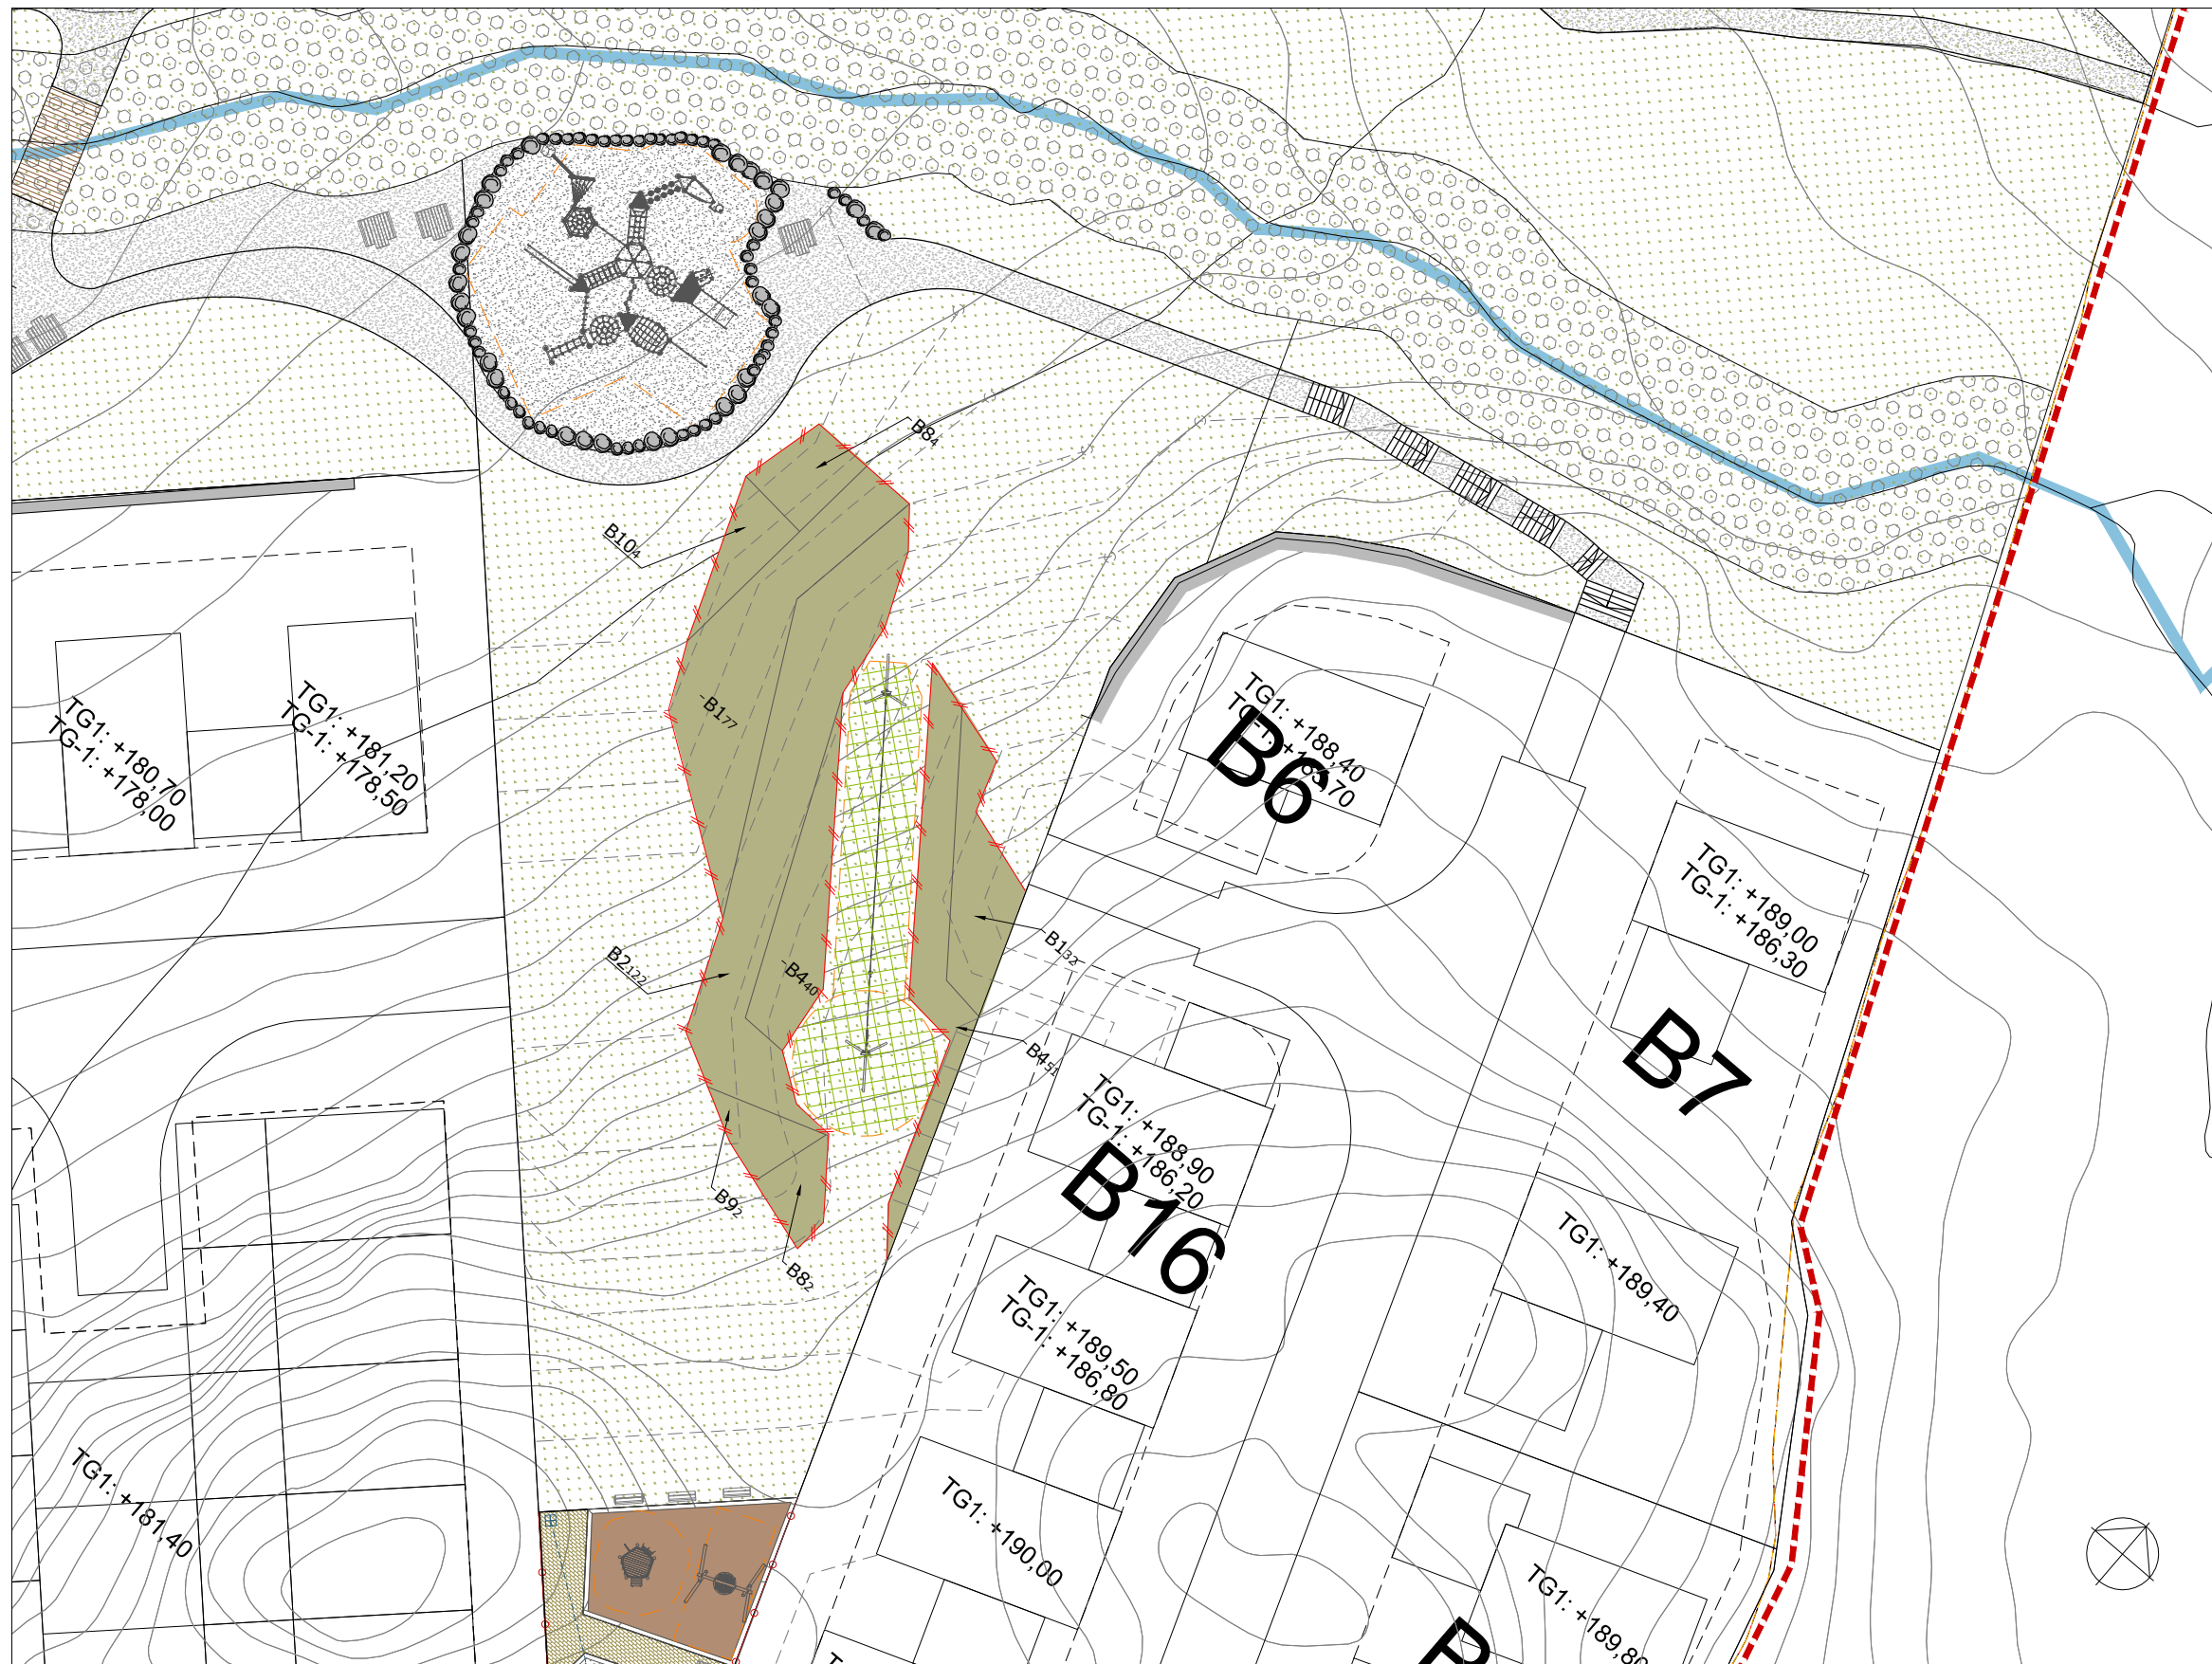 B84
B104
B177
B2122
B440
B132
B451
B92
B82
TG1: +180,70
TG-1: +178,00
TG1: +181,20
TG-1: +178,50
TG1: +188,40
B6
TG1: +189,00
TG-1: +186,30
B7
TG1: +188,90
TG-1: +186,20
B16
TG1: +189,50
TG-1: +186,80
TG1: +189,40
TG1: +190,00
TG1: +181,40
TG1: +189,80